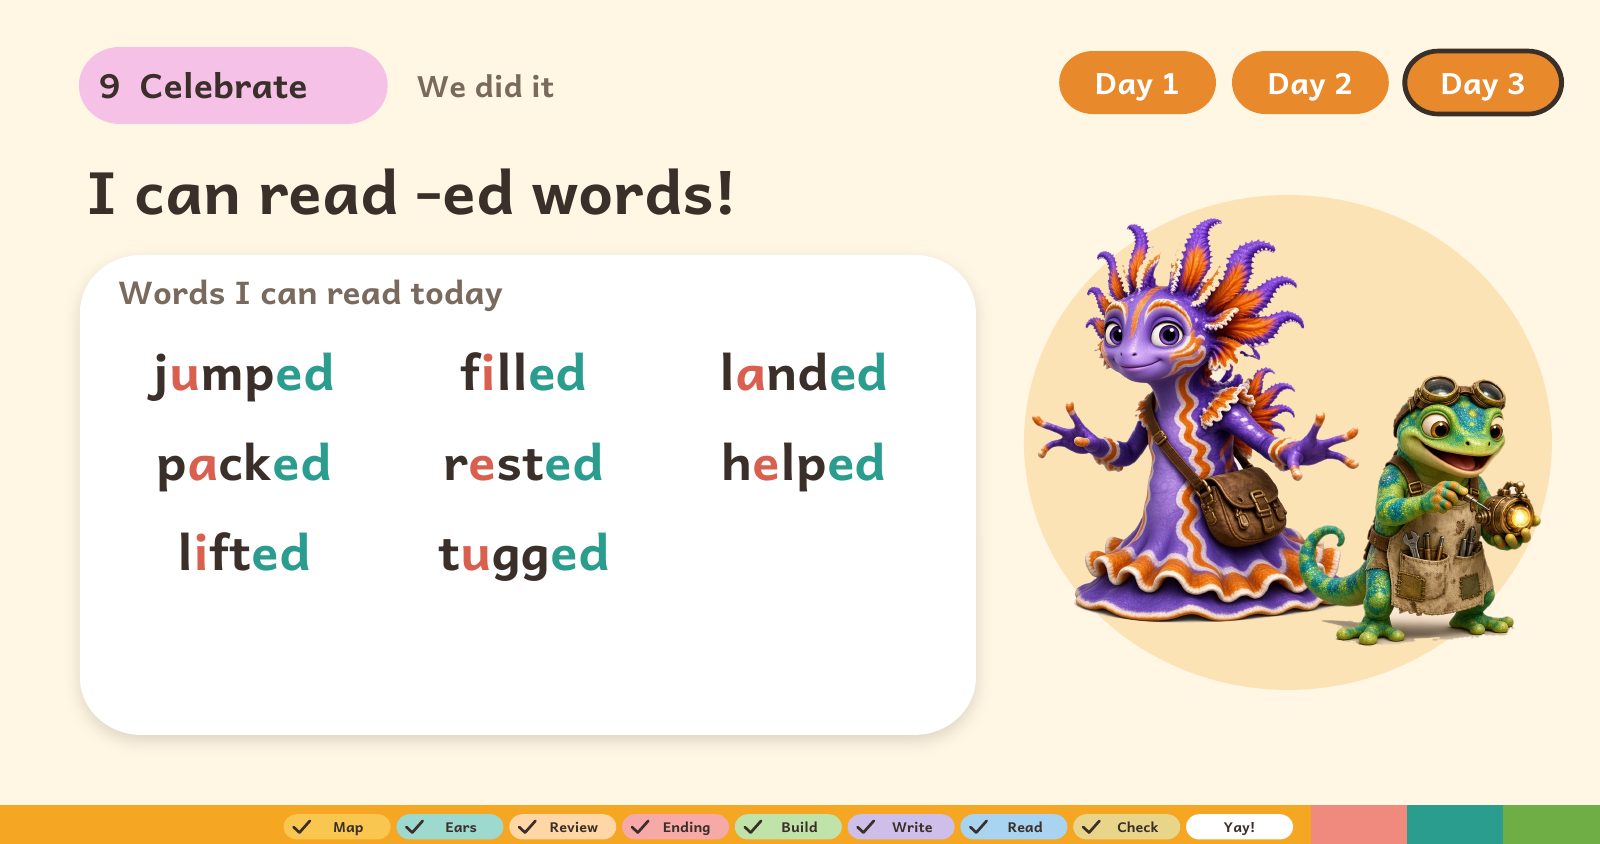 9 Celebrate
We did it
Day 1 Day 2 Day 3
I can read -ed words!
Words I can read today
jumped filled landed
packed rested helped
lifted tugged
Map Ears Review Ending Build Write Read Check Yay!